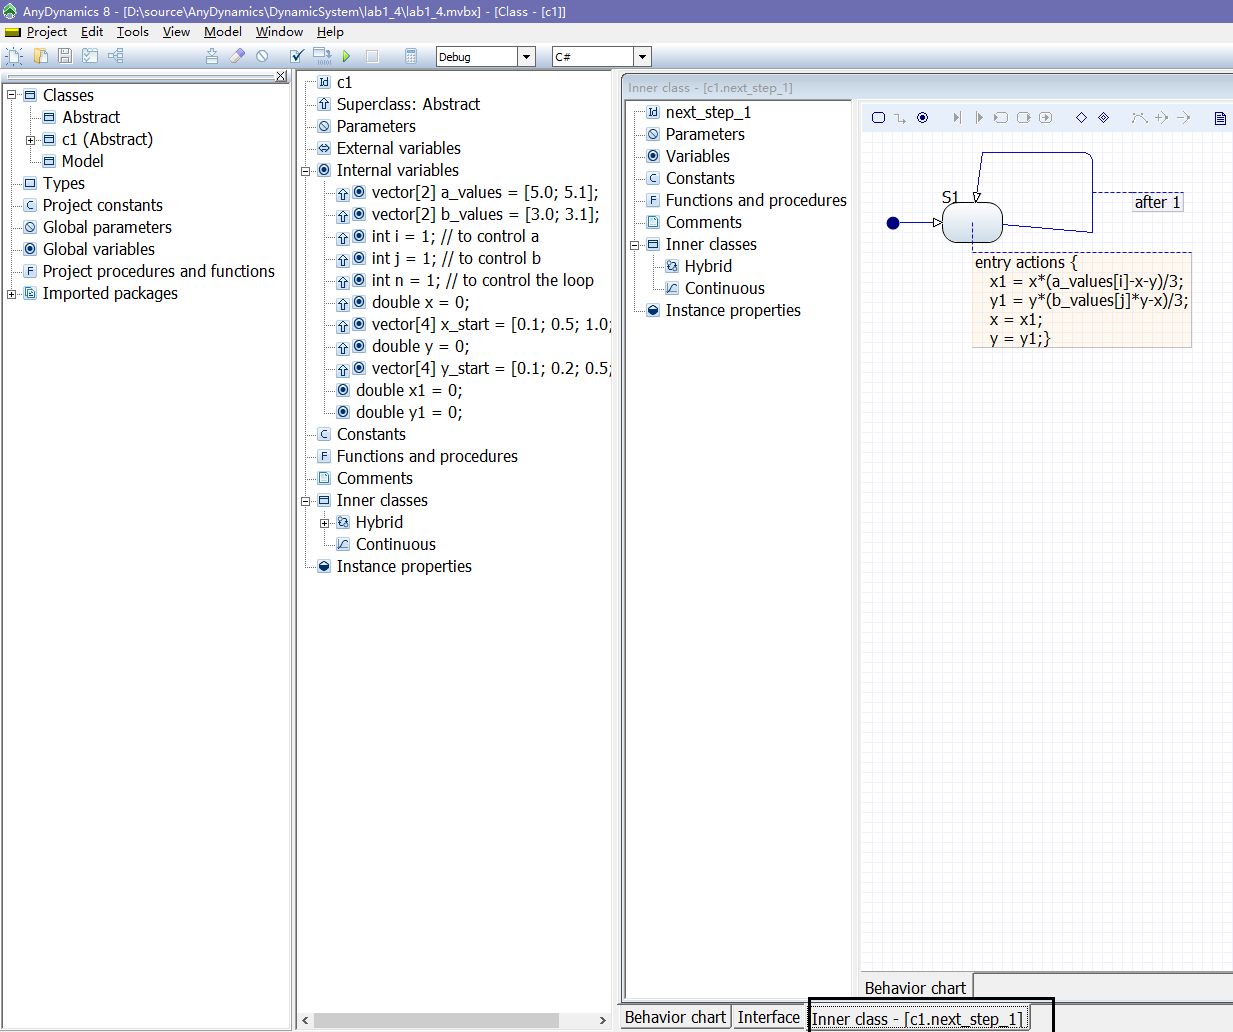 AnyDynamics 8 - [D:\source\AnyDynamics\DynamicSystem\lab1_4\lab1_4.mvbx] - [Class - [c1]]
Project Edit Tools View Model Window Help
Debug C#
Classes
Abstract
c1 (Abstract)
Model
Types
Project constants
Global parameters
Global variables
Project procedures and functions
Imported packages
c1
Superclass: Abstract
Parameters
External variables
Internal variables
vector[2] a_values = [5.0; 5.1];
vector[2] b_values = [3.0; 3.1];
int i = 1; // to control a
int j = 1; // to control b
int n = 1; // to control the loop
double x = 0;
vector[4] x_start = [0.1; 0.5; 1.0;
double y = 0;
vector[4] y_start = [0.1; 0.2; 0.5;
double x1 = 0;
double y1 = 0;
Constants
Functions and procedures
Comments
Inner classes
Hybrid
Continuous
Instance properties
Inner class - [c1.next_step_1]
next_step_1
Parameters
Variables
Constants
Functions and procedures
Comments
Inner classes
Hybrid
Continuous
Instance properties
S1
after 1
entry actions {
x1 = x*(a_values[i]-x-y)/3;
y1 = y*(b_values[j]*y-x)/3;
x = x1;
y = y1;}
Behavior chart
Behavior chart Interface Inner class - [c1.next_step_1]